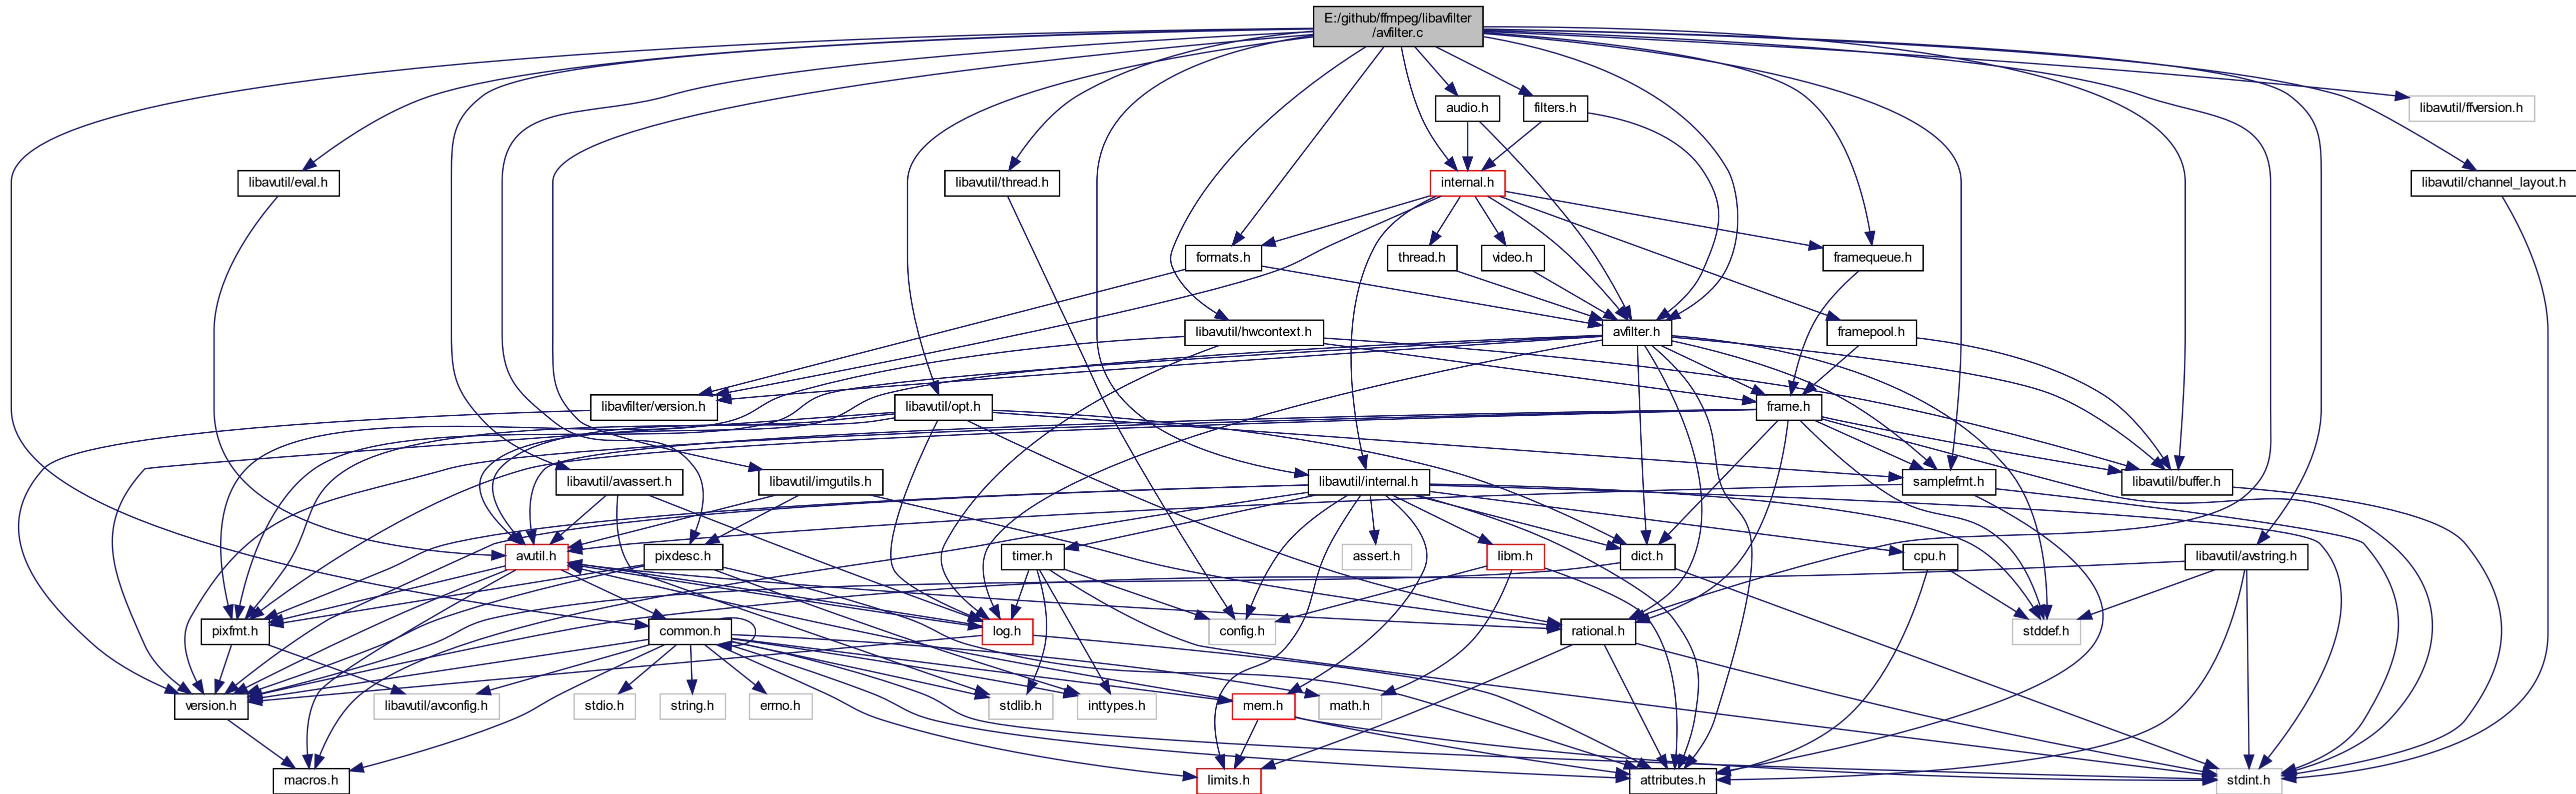 E:/github/ffmpeg/libavfilter
/avfilter.c
audio.h
filters.h
libavutil/ffversion.h
libavutil/eval.h
libavutil/thread.h
internal.h
libavutil/channel_layout.h
formats.h
thread.h
video.h
framequeue.h
libavutil/hwcontext.h
avfilter.h
framepool.h
libavfilter/version.h
libavutil/opt.h
frame.h
libavutil/avassert.h
libavutil/imgutils.h
libavutil/internal.h
samplefmt.h
libavutil/buffer.h
avutil.h
pixdesc.h
timer.h
assert.h
libm.h
dict.h
cpu.h
libavutil/avstring.h
pixfmt.h
common.h
log.h
config.h
rational.h
stddef.h
version.h
libavutil/avconfig.h
stdio.h
string.h
errno.h
stdlib.h
inttypes.h
mem.h
math.h
macros.h
limits.h
attributes.h
stdint.h